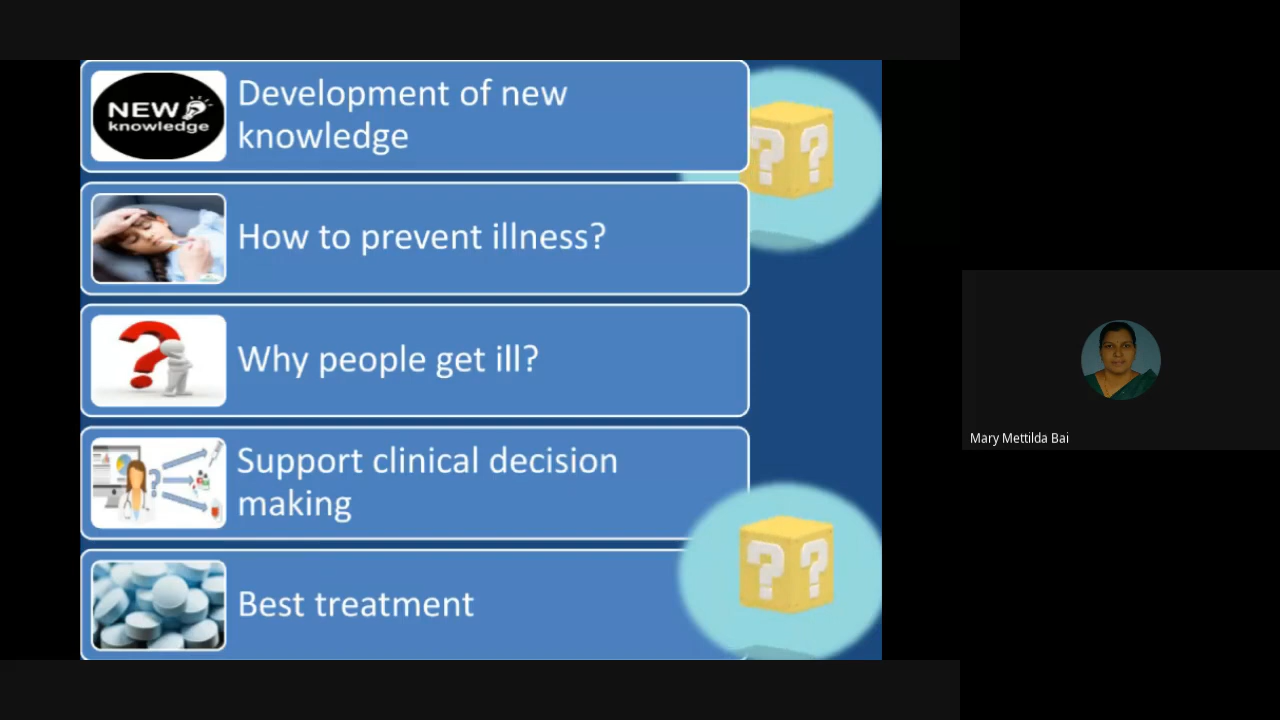 NEW
knowledge
Development of new
knowledge
How to prevent illness?
Why people get ill?
Support clinical decision
making
Best treatment
? ?
? ?
Mary Mettilda Bai